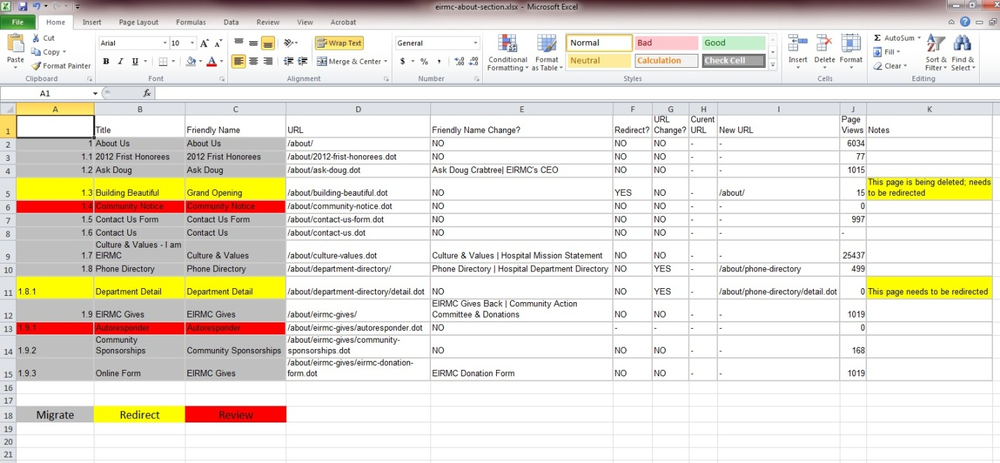 eirmc-about-section.xlsx - Microsoft Excel
File Home Insert Page Layout Formulas Data Review View Acrobat
Paste Cut Copy Format Painter
Arial 10 A A
B I U A
Wrap Text
Merge & Center
General
$ % ,
Conditional Formatting Format as Table
Normal Bad Good
Neutral Calculation Check Cell
Insert Delete Format
Σ AutoSum
Fill
Clear
Sort & Filter Find & Select
Clipboard Font Alignment Number Styles Cells Editing
A1 fx
A B C D E F G H I J K
1 Title Friendly Name URL Friendly Name Change? Redirect? URL Change? Curent URL New URL Page Views Notes
2 1 About Us About Us /about/ NO NO NO - - 6034
3 1.1 2012 Frist Honorees 2012 Frist Honorees /about/2012-frist-honorees.dot NO NO NO - - 77
4 1.2 Ask Doug Ask Doug /about/ask-doug.dot Ask Doug Crabtree| EIRMC's CEO NO NO - - 1015
5 1.3 Building Beautiful Grand Opening /about/building-beautiful.dot NO YES NO - /about/ 15 This page is being deleted; needs to be redirected
6 1.4 Community Notice Community Notice /about/community-notice.dot NO NO NO - - 0
7 1.5 Contact Us Form Contact Us Form /about/contact-us-form.dot NO NO NO - - 997
8 1.6 Contact Us Contact Us /about/contact-us.dot NO NO NO - - -
9 1.7 Culture & Values - I am EIRMC Culture & Values /about/culture-values.dot Culture & Values | Hospital Mission Statement NO NO - - 25437
10 1.8 Phone Directory Phone Directory /about/department-directory/ Phone Directory | Hospital Department Directory NO YES - /about/phone-directory 499
11 1.8.1 Department Detail Department Detail /about/department-directory/detail.dot NO NO YES - /about/phone-directory/detail.dot 0 This page needs to be redirected
12 1.9 EIRMC Gives EIRMC Gives /about/eirmc-gives/ EIRMC Gives Back | Community Action Committee & Donations NO NO - - 1019
13 1.9.1 Autoresponder Autoresponder /about/eirmc-gives/autoresponder.dot NO - - - - 0
14 1.9.2 Community Sponsorships Community Sponsorships /about/eirmc-gives/community-sponsorships.dot NO NO NO - - 168
15 1.9.3 Online Form EIRMC Gives /about/eirmc-gives/eirmc-donation-form.dot EIRMC Donation Form NO NO - - 1019
16
17
18 Migrate Redirect Review
19
20
21